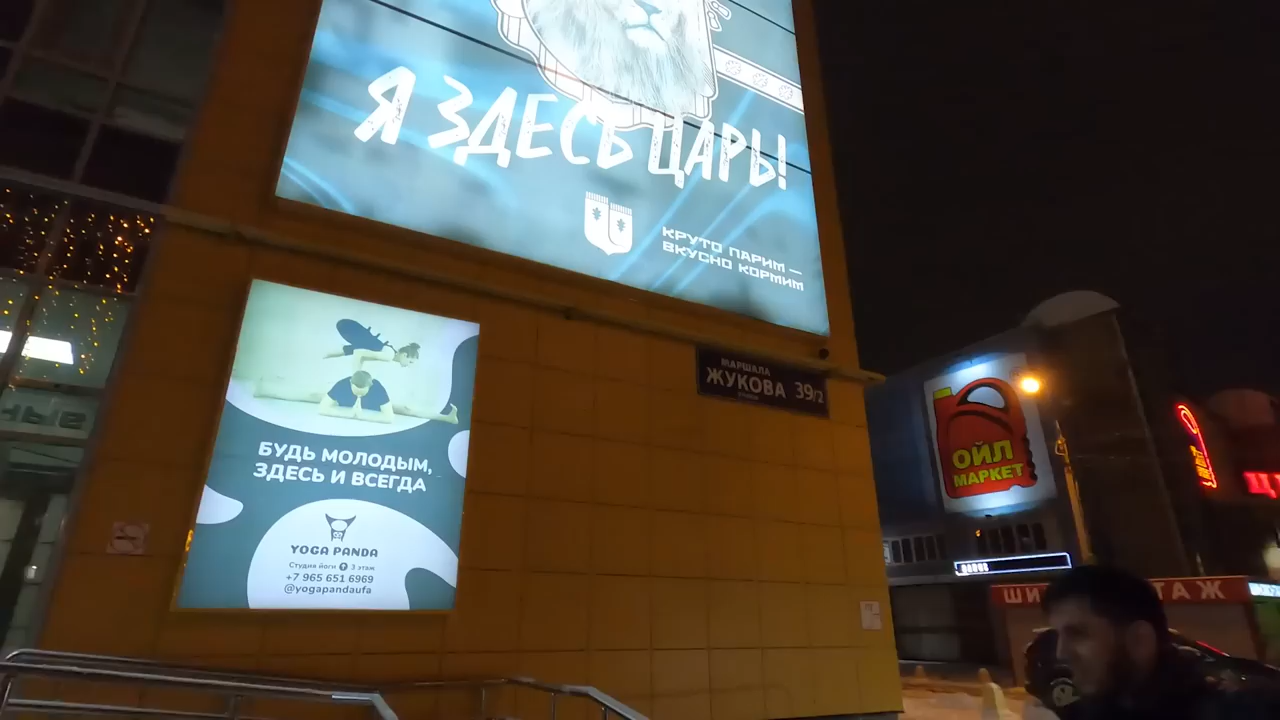 Я ЗДЕСЬ ЦАРЬ!
КРУТО ПАРИМ —
ВКУСНО КОРМИМ
МАРШАЛА
ЖУКОВА 39/2
БУДЬ МОЛОДЫМ,
ЗДЕСЬ И ВСЕГДА
YOGA PANDA
Студия йоги 3 этаж
+7 965 651 6969
@yogapandaufa
ОЙЛ
МАРКЕТ